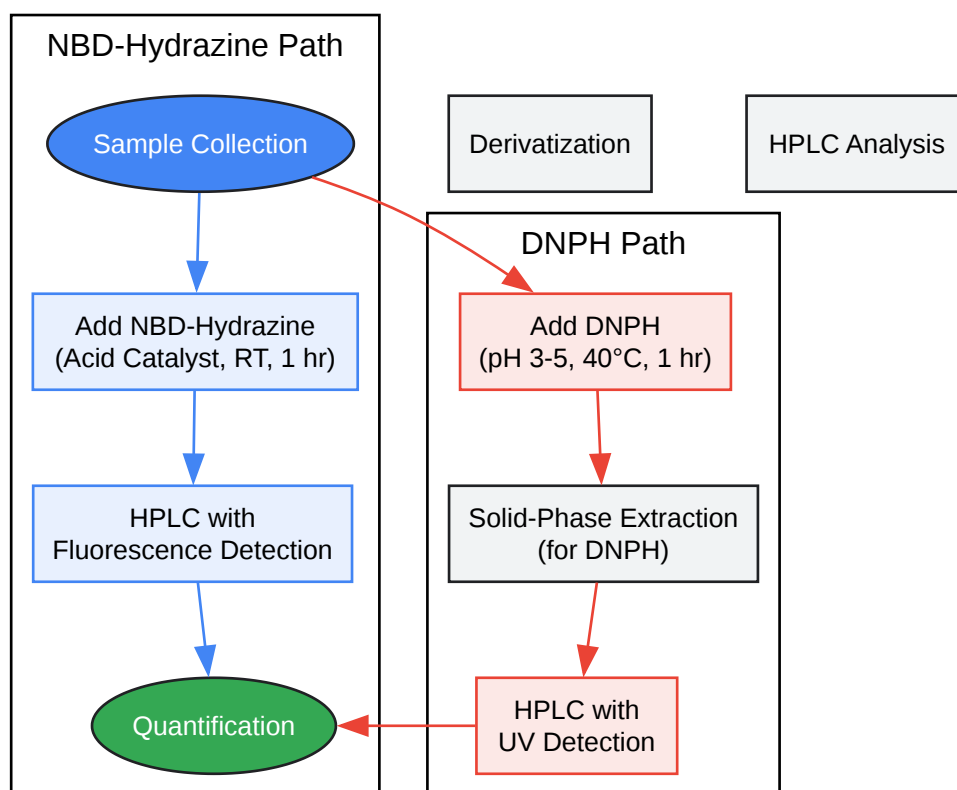 NBD-Hydrazine Path
Sample Collection
Derivatization
HPLC Analysis
DNPH Path
Add NBD-Hydrazine
(Acid Catalyst, RT, 1 hr)
Add DNPH
(pH 3-5, 40°C, 1 hr)
HPLC with
Fluorescence Detection
Solid-Phase Extraction
(for DNPH)
Quantification
HPLC with
UV Detection